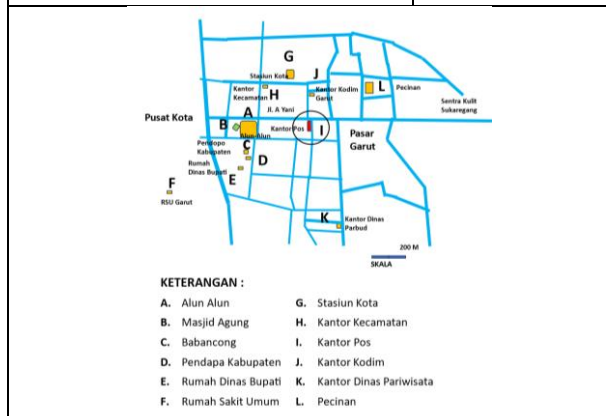 G
Stasiun Kota
J
Kantor
Kecamatan
H
Kantor Kodim
Garut
L
Pecinan
Sentra Kulit
Sukaregang
A
Jl. A Yani
Pusat Kota
B
Kantor Pos
I
Alun-Alun
Pasar
Garut
Pendopo
Kabupaten
C
D
Rumah
Dinas Bupati
E
F
RSU Garut
K
Kantor Dinas
Parbud
200 M
SKALA
KETERANGAN :
A. Alun Alun
B. Masjid Agung
C. Babancong
D. Pendapa Kabupaten
E. Rumah Dinas Bupati
F. Rumah Sakit Umum
G. Stasiun Kota
H. Kantor Kecamatan
I. Kantor Pos
J. Kantor Kodim
K. Kantor Dinas Pariwisata
L. Pecinan